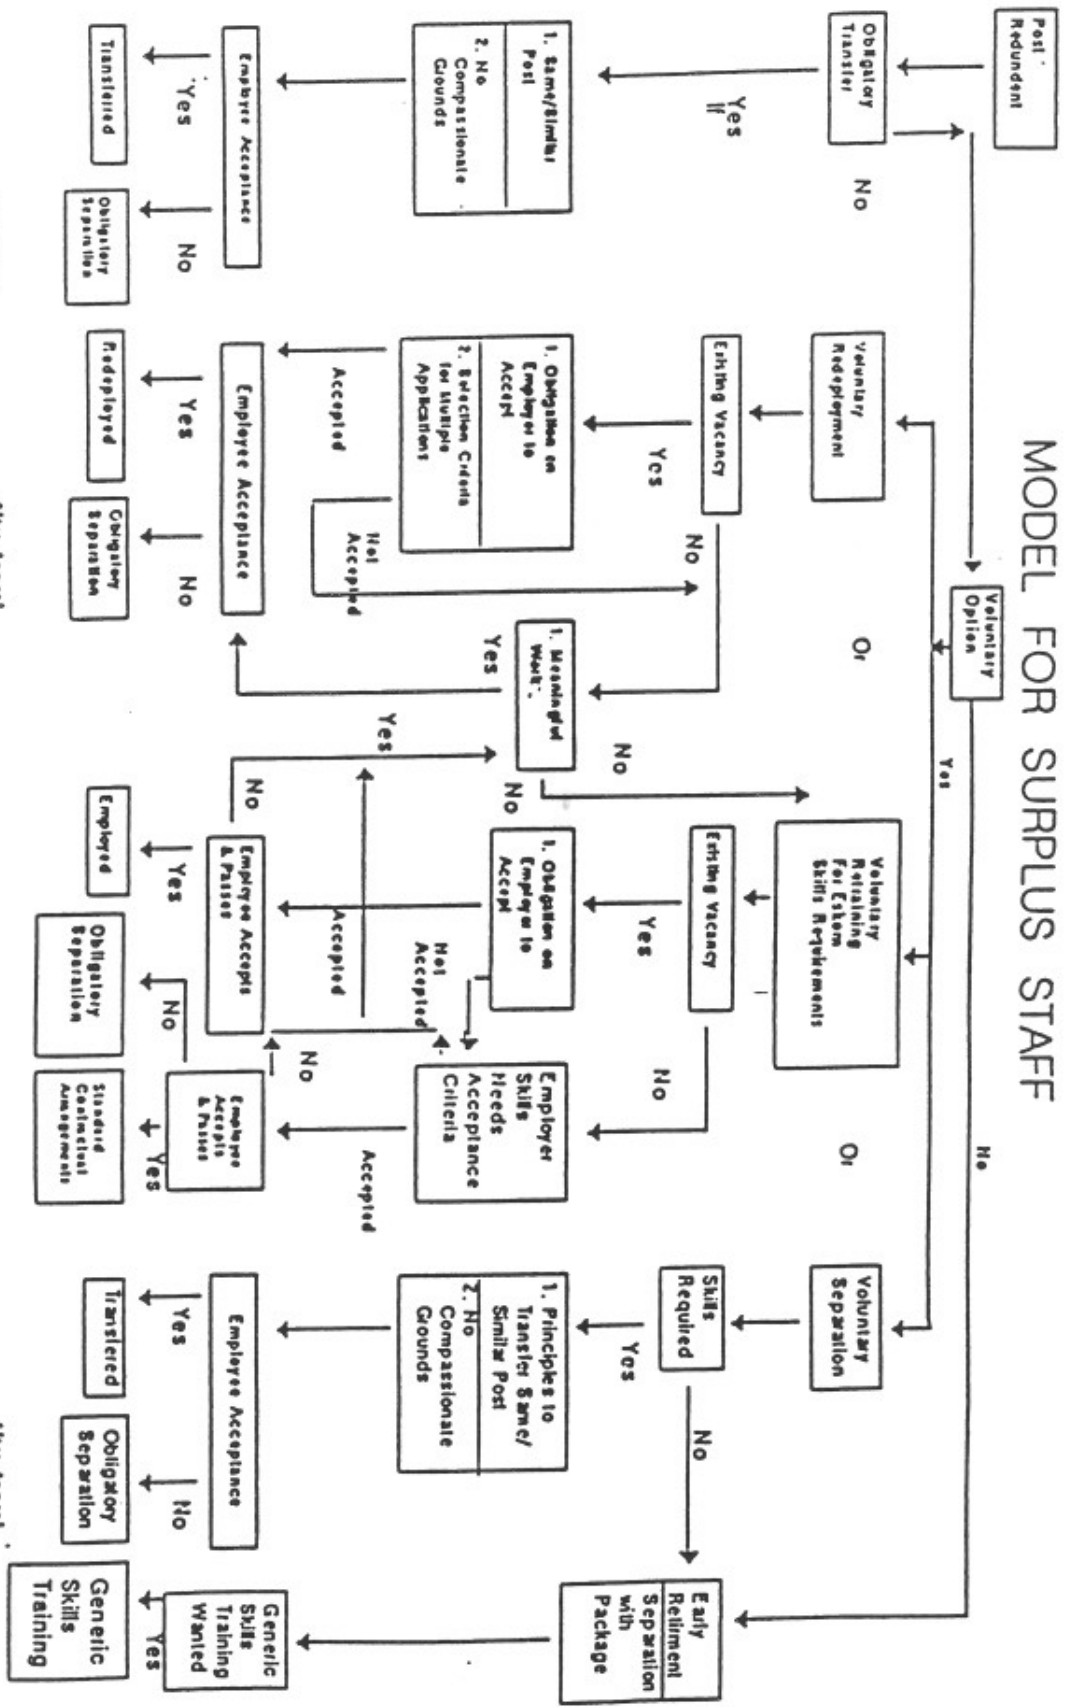 MODEL FOR SURPLUS STAFF
Post
Redundent
Obligatory
Transfer
No
Yes
If
1. Same/Similar
Post
2. No
Compassionate
Grounds
Employee Acceptance
Yes
No
Transferred
Obligatory
Separation
Voluntary
Option
Yes
No
Or
Or
Voluntary
Redeployment
Existing Vacancy
Yes
No
1. Obligation on
Employer to
Accept
2. Selection Criteria
for Multiple
Applications
Accepted
Not
Accepted
Employee Acceptance
Yes
No
Redeployed
Obligatory
Separation
1. Meaningful
Work
Yes
No
No
Yes
Voluntary
Retraining
For Eskom
Skills Requirements
Existing Vacancy
Yes
No
1. Obligation on
Employer to
Accept
Accepted
Not
Accepted
Employer
Skills
Needs
Acceptance
Criteria
Accepted
Employee Accepts
& Passes
No
Yes
No
Employed
Obligatory
Separation
Employee
Accepts
& Passes
No
Yes
Standard
Contractual
Arrangements
Voluntary
Separation
Skills
Required
Yes
No
1. Principles to
Transfer Same/
Similar Post
2. No
Compassionate
Grounds
Employee Acceptance
Yes
No
Transfered
Obligatory
Separation
Early
Retirment
Separation
with
Package
Generic
Skills
Training
Wanted
Yes
Generic
Skills
Training